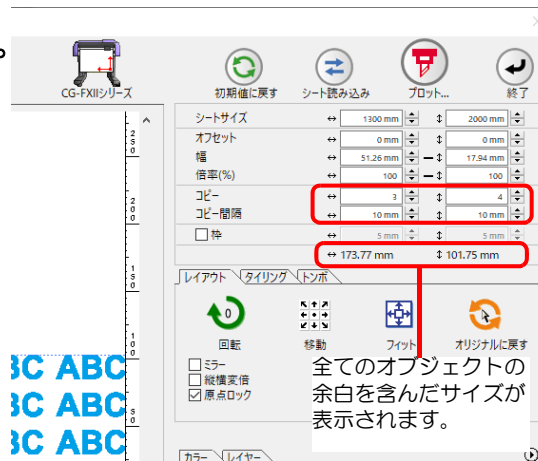 。
CG-FXIIシリーズ
初期値に戻す シート読み込み プロット... 終了
シートサイズ ↔ 1300 mm ↕ 2000 mm
オフセット ↔ 0 mm ↕ 0 mm
幅 ↔ 51.26 mm ↕ 17.94 mm
倍率(%) ↔ 100 ↕ 100
コピー ↔ 3 ↕ 4
コピー間隔 ↔ 10 mm ↕ 10 mm
枠 ↔ 5 mm ↕ 5 mm
↔ 173.77 mm ↕ 101.75 mm
レイアウト タイリング トンボ
0
回転 移動 フィット オリジナルに戻す
ミラー
縦横変倍
原点ロック
全てのオブジェクトの
余白を含んだサイズが
表示されます。
カラー レイヤー
250
200
150
100
50
BC ABC
BC ABC
BC ABC